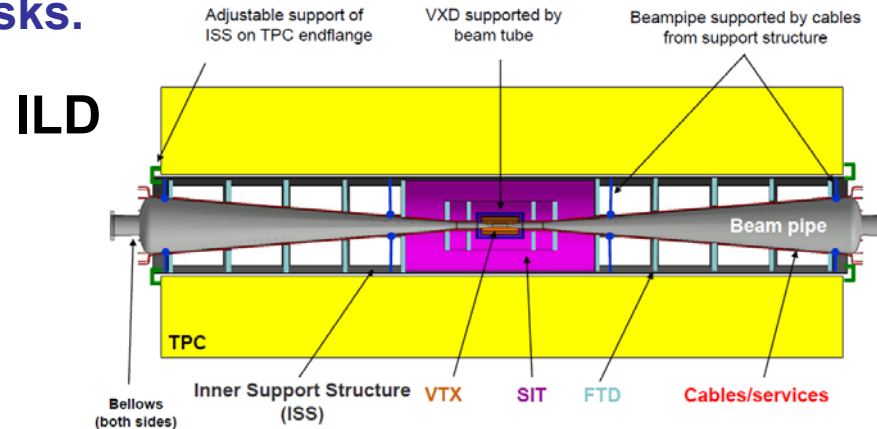 sks.
Adjustable support of
ISS on TPC endflange
VXD supported by
beam tube
Beampipe supported by cables
from support structure
ILD
Beam pipe
TPC
Bellows
(both sides)
Inner Support Structure
(ISS)
VTX
SIT
FTD
Cables/services